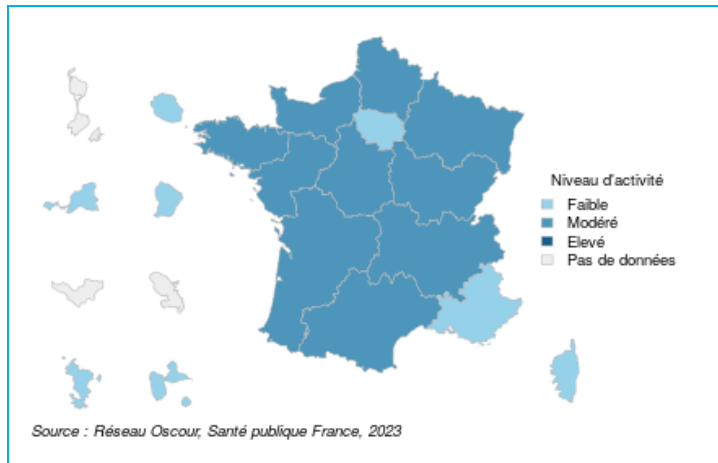 Niveau d'activité
Faible
Modéré
Elevé
Pas de données
Source : Réseau Oscour, Santé publique France, 2023